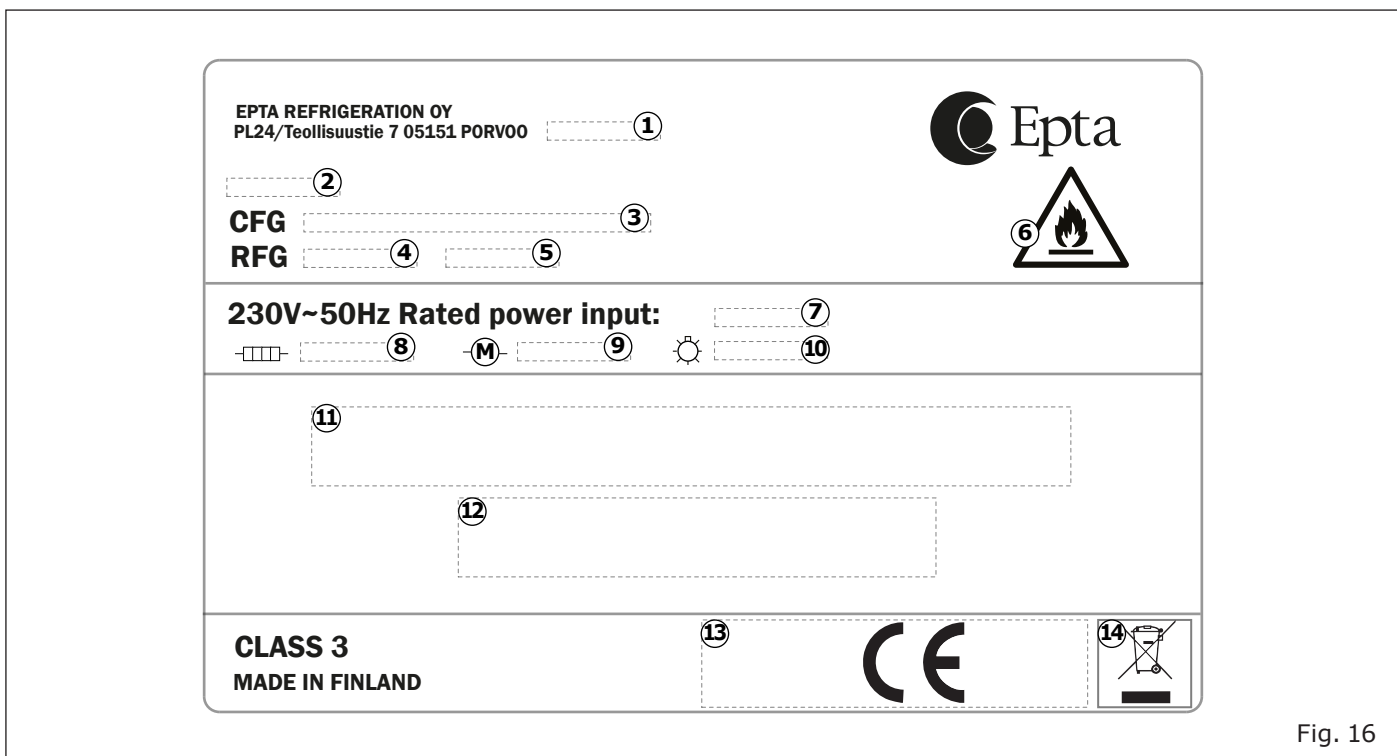 EPTA REFRIGERATION OY
PL24/Teollisuustie 7 05151 PORVOO ①
Epta
②
CFG ③
RFG ④ ⑤
⑥
230V~50Hz Rated power input: ⑦
⑧ M ⑨ ⑩
⑪
⑫
CLASS 3
MADE IN FINLAND
⑬ CE ⑭
Fig. 16